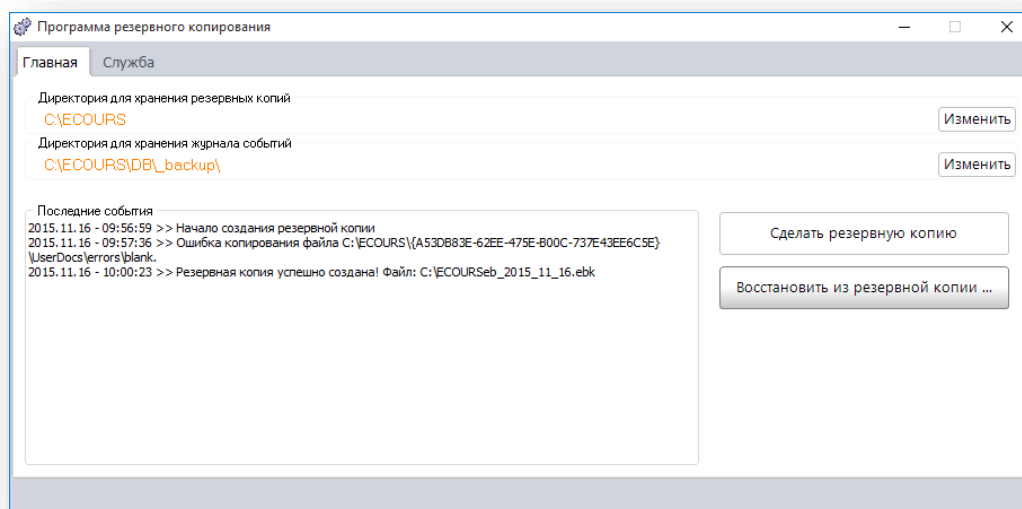 Программа резервного копирования
Главная Служба
Директория для хранения резервных копий
C:\ECOURS
Изменить
Директория для хранения журнала событий
C:\ECOURS\DB\_backup\
Изменить
Последние события
2015.11.16 - 09:56:59 >> Начало создания резервной копии
2015.11.16 - 09:57:36 >> Ошибка копирования файла C:\ECOURS\{A53DB83E-62EE-475E-B00C-737E43EE6C5E}
\UserDocs\errors\blank.
2015.11.16 - 10:00:23 >> Резервная копия успешно создана! Файл: C:\ECOURSeb_2015_11_16.ebk
Сделать резервную копию
Восстановить из резервной копии ...